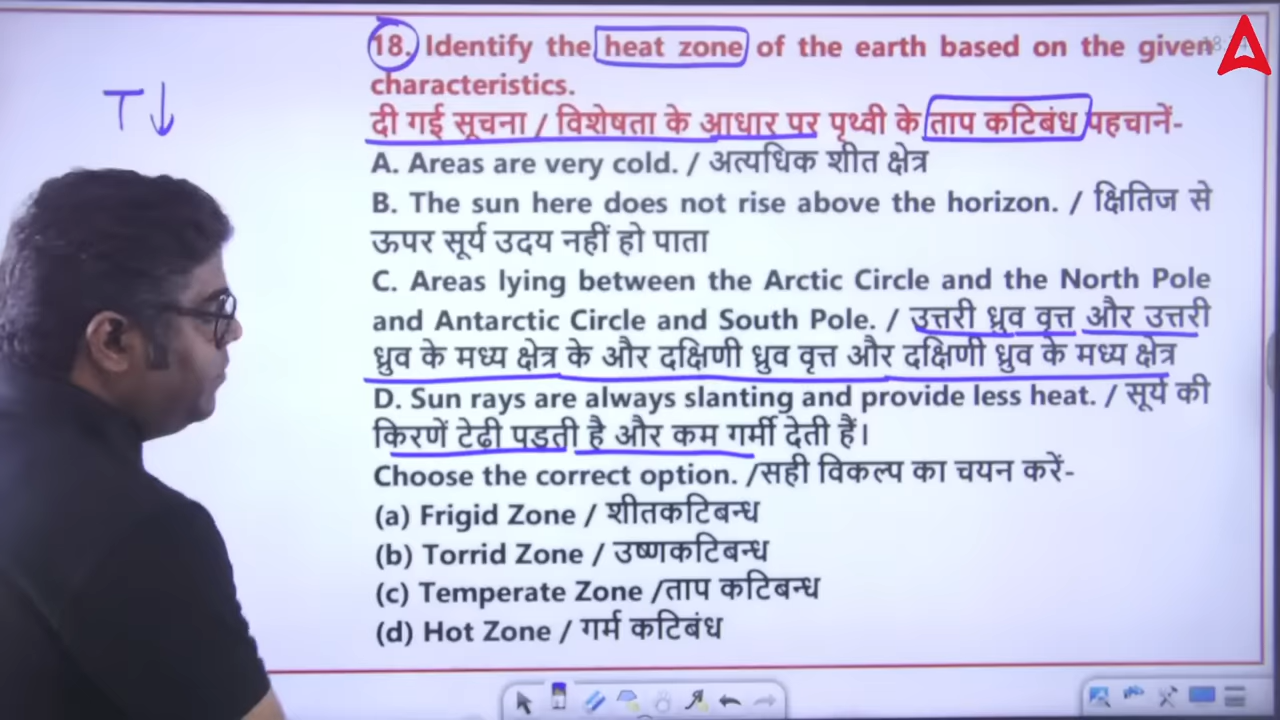 18. Identify the heat zone of the earth based on the given
characteristics.
दी गई सूचना / विशेषता के आधार पर पृथ्वी के ताप कटिबंध पहचानें-
A. Areas are very cold. / अत्यधिक शीत क्षेत्र
B. The sun here does not rise above the horizon. / क्षितिज से
ऊपर सूर्य उदय नहीं हो पाता
C. Areas lying between the Arctic Circle and the North Pole
and Antarctic Circle and South Pole. / उत्तरी ध्रुव वृत्त और उत्तरी
ध्रुव के मध्य क्षेत्र के और दक्षिणी ध्रुव वृत्त और दक्षिणी ध्रुव के मध्य क्षेत्र
D. Sun rays are always slanting and provide less heat. / सूर्य की
किरणें टेढी पडती है और कम गर्मी देती हैं।
Choose the correct option. /सही विकल्प का चयन करें-
(a) Frigid Zone / शीतकटिबन्ध
(b) Torrid Zone / उष्णकटिबन्ध
(c) Temperate Zone /ताप कटिबन्ध
(d) Hot Zone / गर्म कटिबंध
T↓